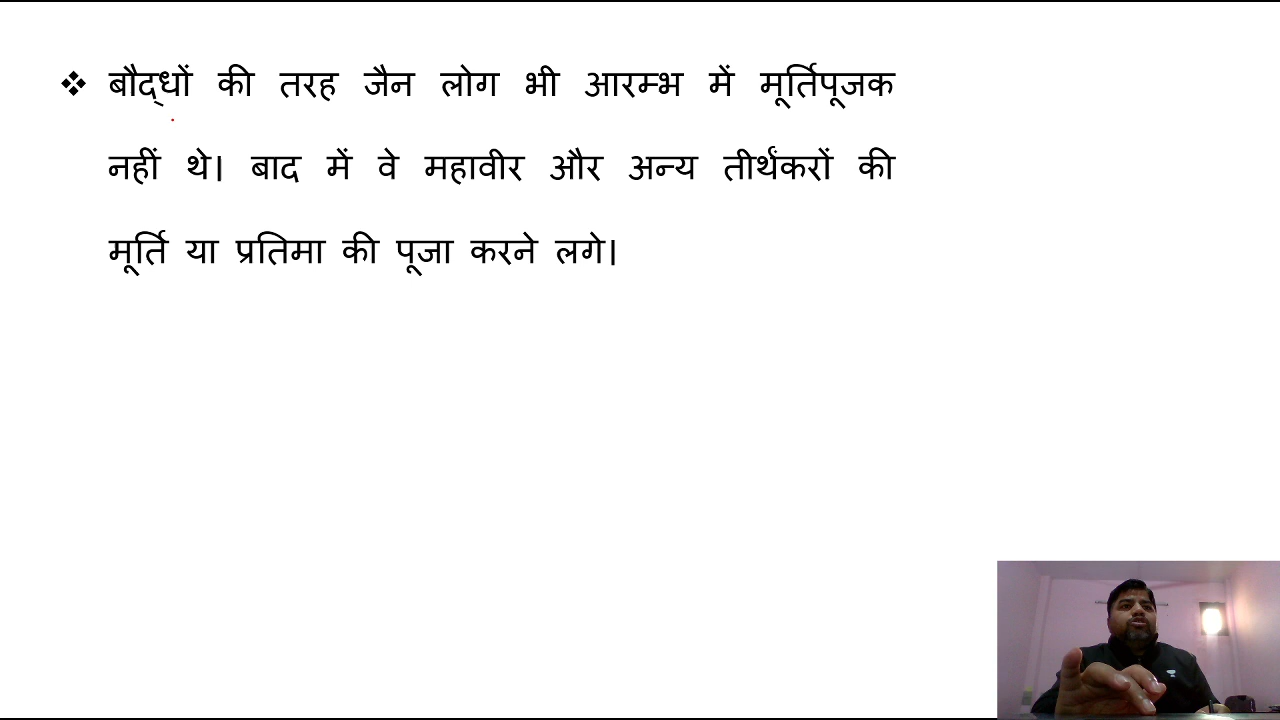 ❖ बौद्धों की तरह जैन लोग भी आरम्भ में मूर्तिपूजक
नहीं थे। बाद में वे महावीर और अन्य तीर्थंकरों की
मूर्ति या प्रतिमा की पूजा करने लगे।